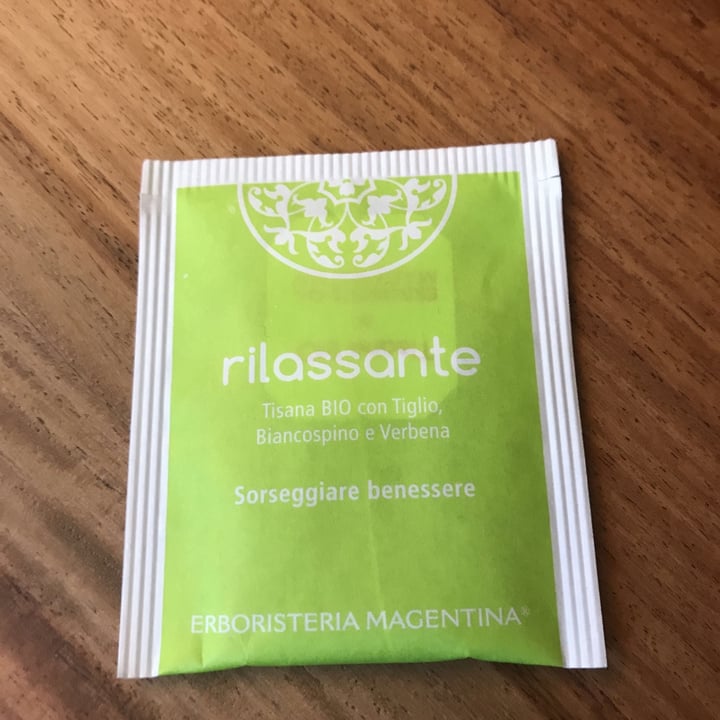 rilassante
Tisana BIO con Tiglio,
Biancospino e Verbena
Sorseggiare benessere
ERBORISTERIA MAGENTINA®